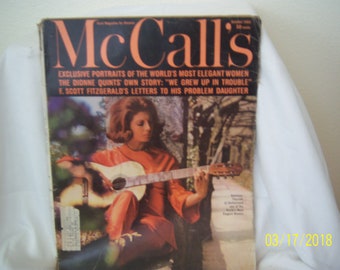 McCall's
EXCLUSIVE PORTRAITS OF THE WORLD'S MOST ELEGANT WOMEN
THE DIONNE QUINTS' OWN STORY: "WE GREW UP IN TROUBLE"
F. SCOTT FITZGERALD'S LETTERS TO HIS PROBLEM DAUGHTER
03/17/2018